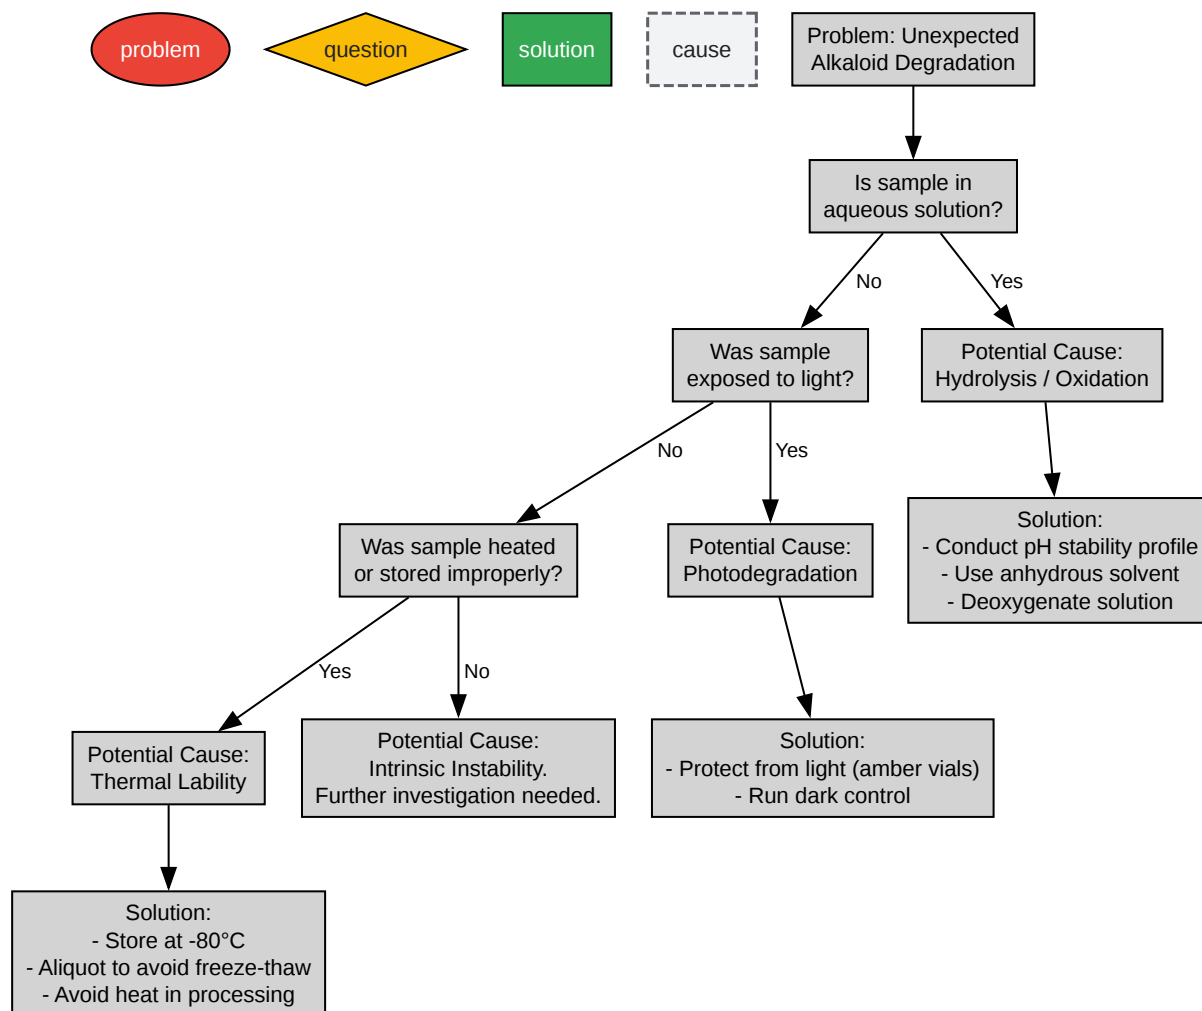 problem
question
solution
cause
Problem: Unexpected
Alkaloid Degradation
Is sample in
aqueous solution?
No
Yes
Was sample
exposed to light?
Potential Cause:
Hydrolysis / Oxidation
No
Yes
Solution:
- Conduct pH stability profile
- Use anhydrous solvent
- Deoxygenate solution
Was sample heated
or stored improperly?
Potential Cause:
Photodegradation
Yes
No
Potential Cause:
Thermal Lability
Potential Cause:
Intrinsic Instability.
Further investigation needed.
Solution:
- Protect from light (amber vials)
- Run dark control
Solution:
- Store at -80°C
- Aliquot to avoid freeze-thaw
- Avoid heat in processing